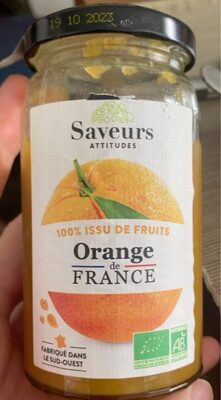 19 10 2023
Saveurs
ATTITUDES
100% ISSU DE FRUITS
Orange
de
FRANCE
FABRIQUÉ DANS
LE SUD-OUEST
AB